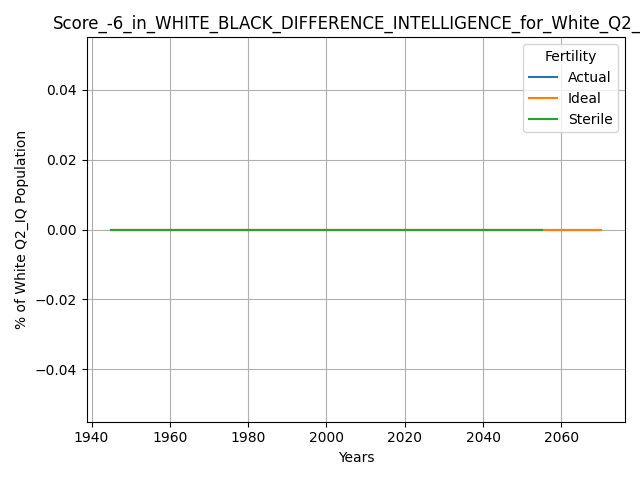 Score_-6_in_WHITE_BLACK_DIFFERENCE_INTELLIGENCE_for_White_Q2_
Fertility
Actual
Ideal
Sterile
% of White Q2_IQ Population
0.04
0.02
0.00
−0.02
−0.04
1940 1960 1980 2000 2020 2040 2060
Years